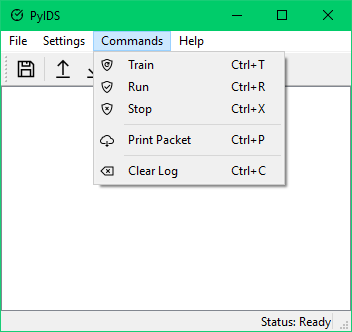 PyIDS
File Settings Commands Help
Train Ctrl+T
Run Ctrl+R
Stop Ctrl+X
Print Packet Ctrl+P
Clear Log Ctrl+C
Status: Ready